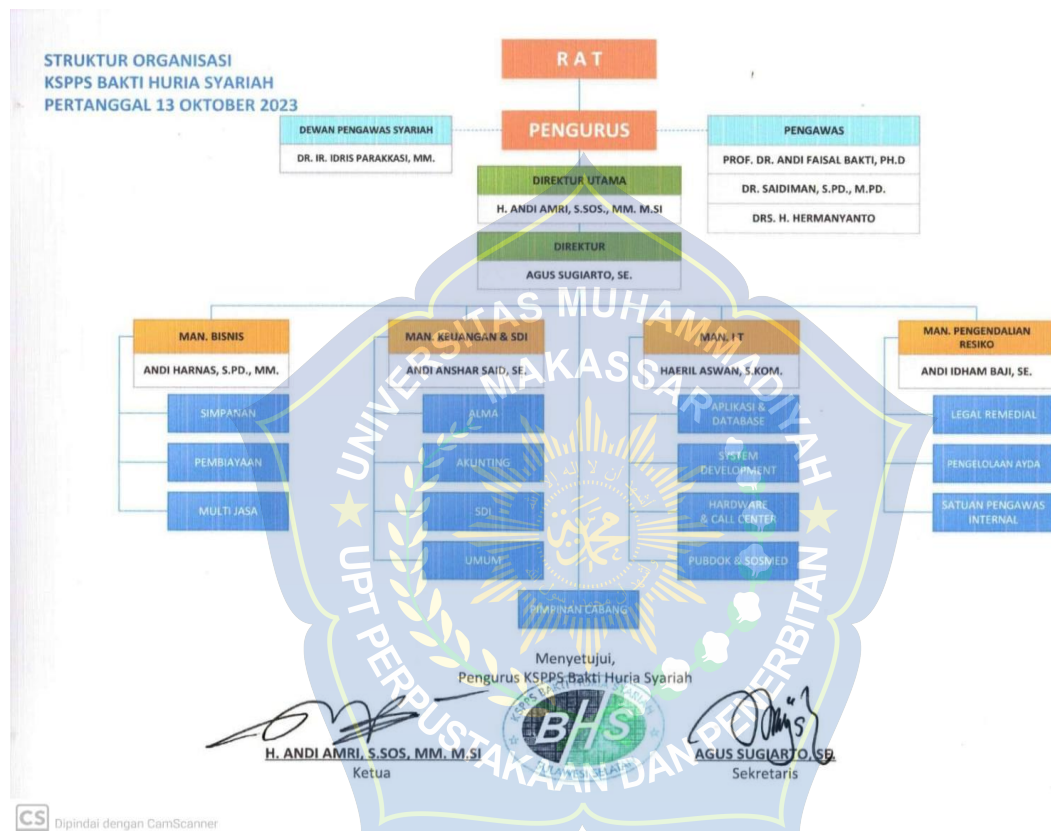 STRUKTUR ORGANISASI
KSPPS BAKTI HURIA SYARIAH
PERTANGGAL 13 OKTOBER 2023
R A T
PENGURUS
DEWAN PENGAWAS SYARIAH
DR. IR. IDRIS PARAKKASI, MM.
PENGAWAS
PROF. DR. ANDI FAISAL BAKTI, PH.D
DR. SAIDIMAN, S.PD., M.PD.
DRS. H. HERMANYANTO
DIREKTUR UTAMA
H. ANDI AMRI, S.SOS., MM. M.SI
DIREKTUR
AGUS SUGIARTO, SE.
MAN. BISNIS
ANDI HARNAS, S.PD., MM.
SIMPANAN
PEMBIAYAAN
MULTI JASA
MAN. KEUANGAN & SDI
ANDI ANSHAR SAID, SE.
ALMA
AKUNTING
SDI
UMUM
MAN. I T
HAERIL ASWAN, S.KOM.
APLIKASI &
DATABASE
SYSTEM
DEVELOPMENT
HARDWARE
& CALL CENTER
PUBDOK & SOSMED
MAN. PENGENDALIAN
RESIKO
ANDI IDHAM BAJI, SE.
LEGAL REMEDIAL
PENGELOLAAN AYDA
SATUAN PENGAWAS
INTERNAL
PIMPINAN CABANG
Menyetujui,
Pengurus KSPPS Bakti Huria Syariah
KSPPS BAKTI HURIA SYARIAH
BHS
SULAWESI SELATAN
H. ANDI AMRI, S.SOS, MM. M.SI
Ketua
AGUS SUGIARTO, SE.
Sekretaris
UNIVERSITAS MUHAMMADIYAH
MAKASSAR
UPT PERPUSTAKAAN DAN PENERBITAN
CS Dipindai dengan CamScanner